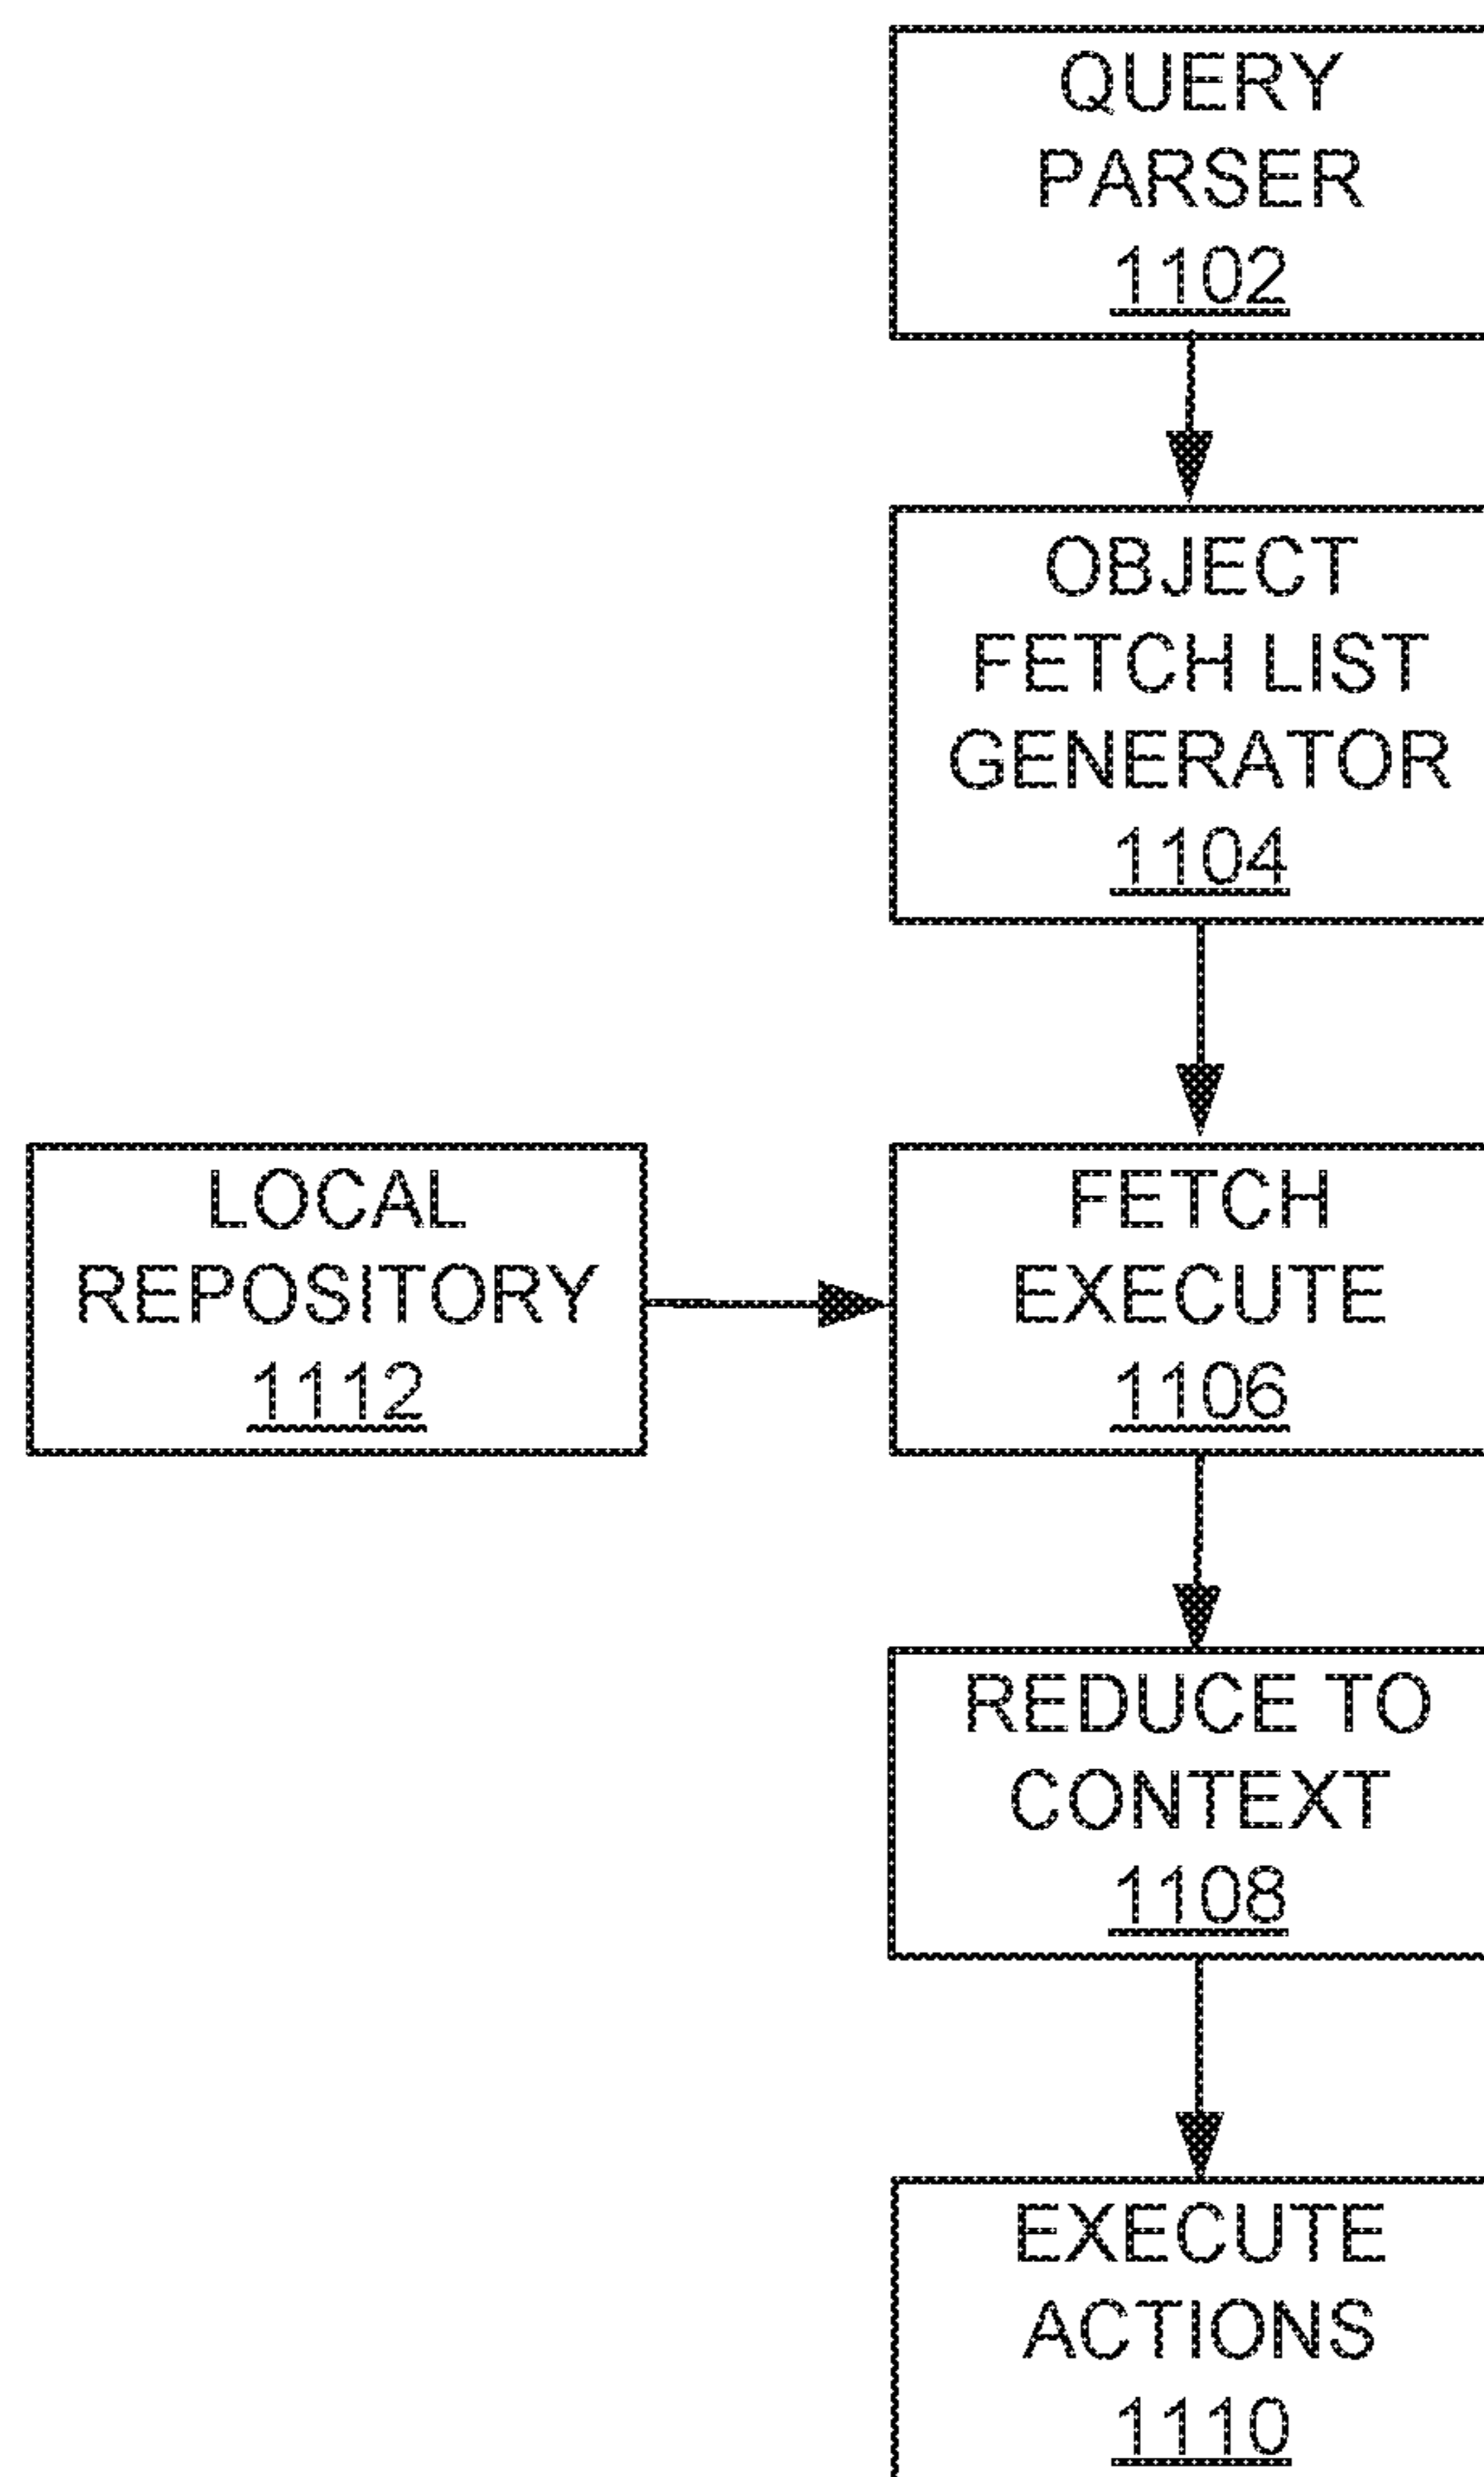 QUERY
PARSER
1102
OBJECT
FETCH LIST
GENERATOR
1104
LOCAL
REPOSITORY
1112
FETCH
EXECUTE
1106
REDUCE TO
CONTEXT
1108
EXECUTE
ACTIONS
1110